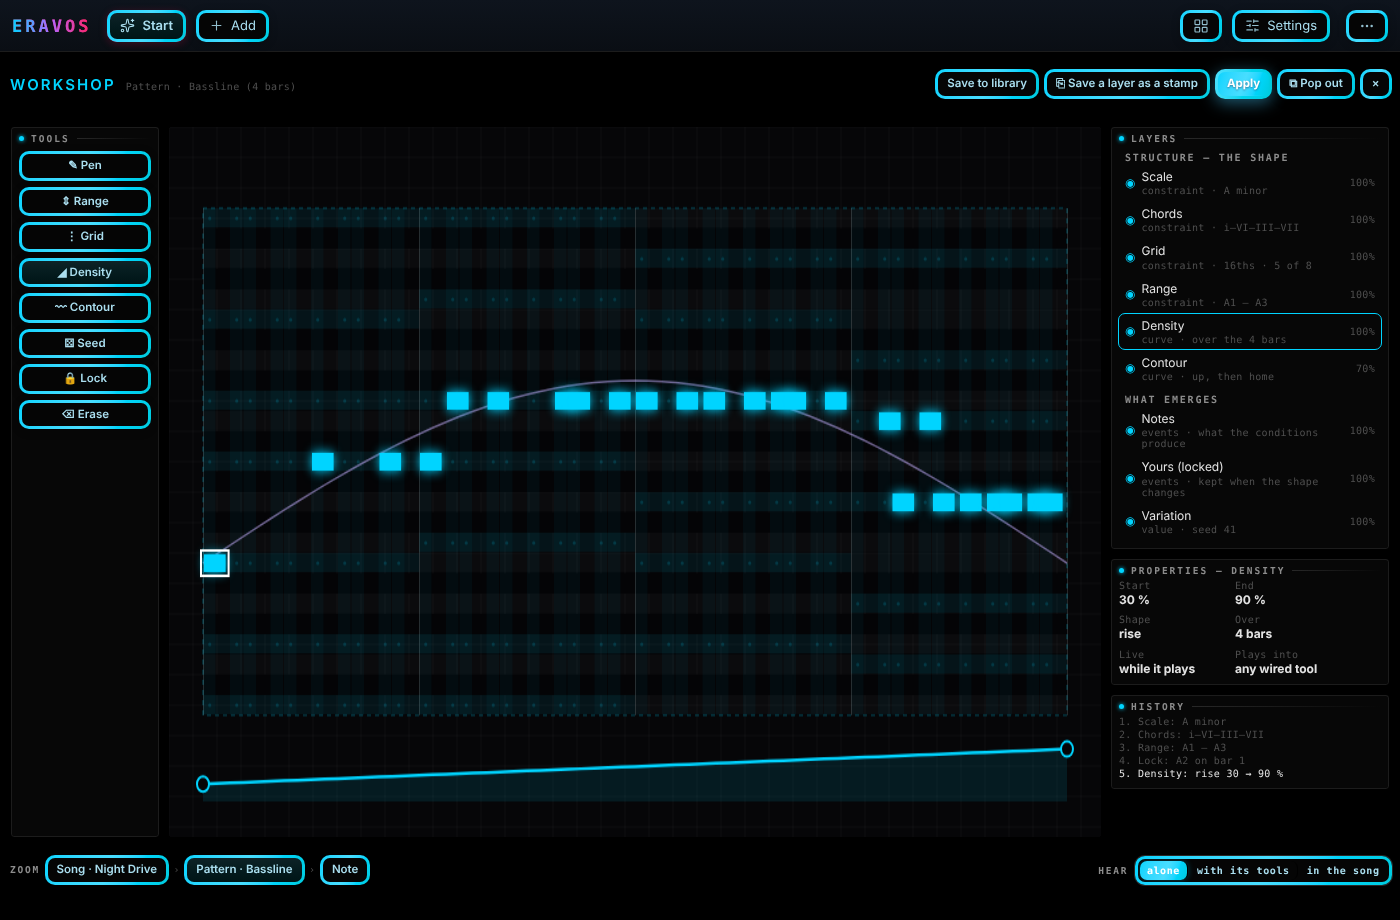 ERAVOS
Start
Add
Settings
WORKSHOP Pattern · Bassline (4 bars)
Save to library
Save a layer as a stamp
Apply
Pop out
×
TOOLS
Pen
Range
Grid
Density
Contour
Seed
Lock
Erase
LAYERS
STRUCTURE — THE SHAPE
Scale
constraint · A minor
100%
Chords
constraint · i–VI–III–VII
100%
Grid
constraint · 16ths · 5 of 8
100%
Range
constraint · A1 – A3
100%
Density
curve · over the 4 bars
100%
Contour
curve · up, then home
70%
WHAT EMERGES
Notes
events · what the conditions
produce
100%
Yours (locked)
events · kept when the shape
changes
100%
Variation
value · seed 41
100%
PROPERTIES — DENSITY
Start End
30 % 90 %
Shape Over
rise 4 bars
Live Plays into
while it plays any wired tool
HISTORY
1. Scale: A minor
2. Chords: i–VI–III–VII
3. Range: A1 – A3
4. Lock: A2 on bar 1
5. Density: rise 30 → 90 %
ZOOM Song · Night Drive › Pattern · Bassline › Note
HEAR alone with its tools in the song